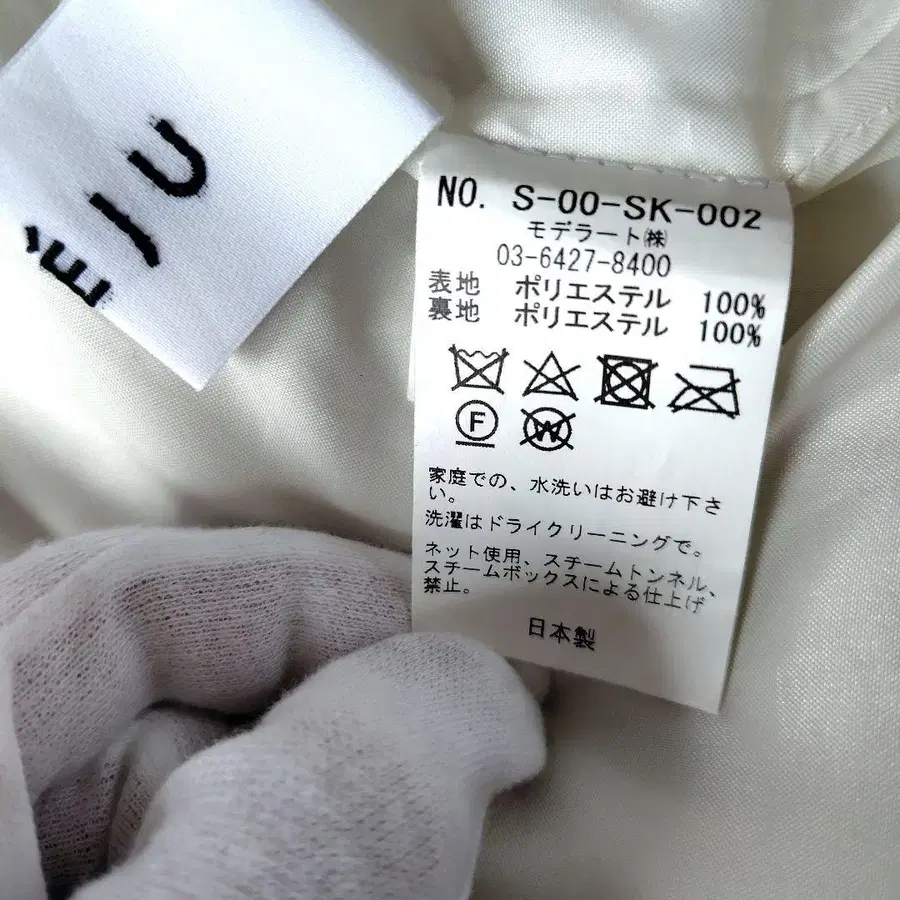 ÈJU
NO. S-00-SK-002
モデラート㈱
03-6427-8400
表地 ポリエステル 100%
裏地 ポリエステル 100%
F
W
家庭での、水洗いはお避け下さ
い。
洗濯はドライクリーニングで。
ネット使用、スチームトンネル、
スチームボックスによる仕上げ
禁止。
日本製